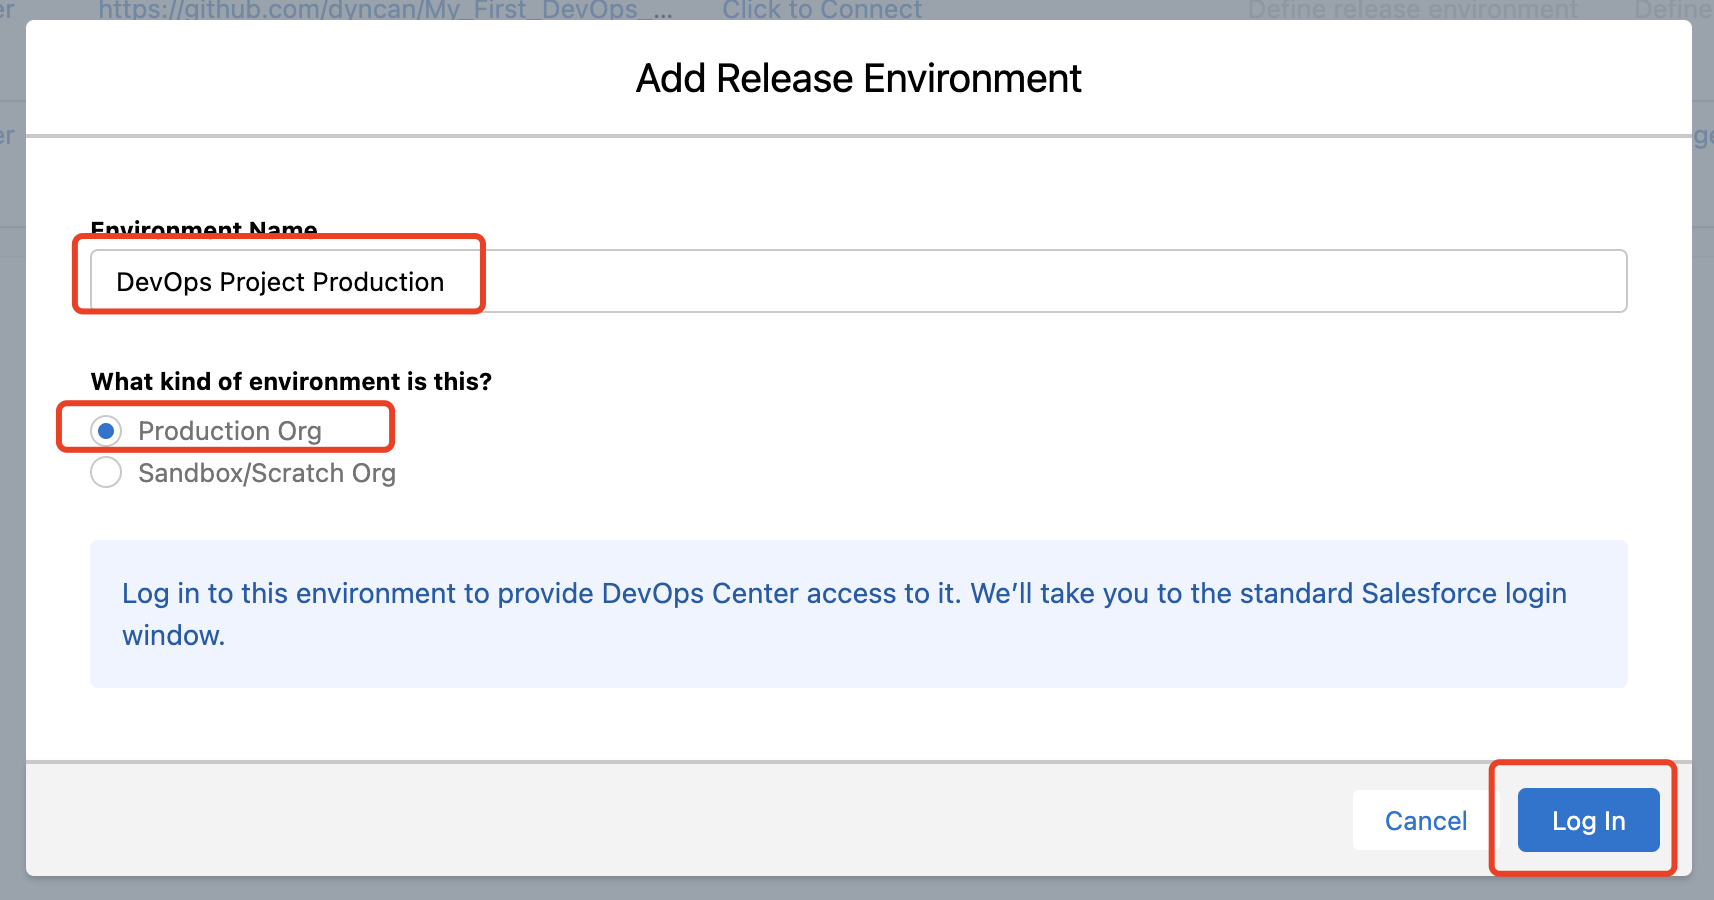 er https://github.com/dyncan/My_First_DevOps_... Click to Connect Define release environment Define
Add Release Environment
er
ge
Environment Name
DevOps Project Production
What kind of environment is this?
Production Org
Sandbox/Scratch Org
Log in to this environment to provide DevOps Center access to it. We’ll take you to the standard Salesforce login
window.
Cancel
Log In